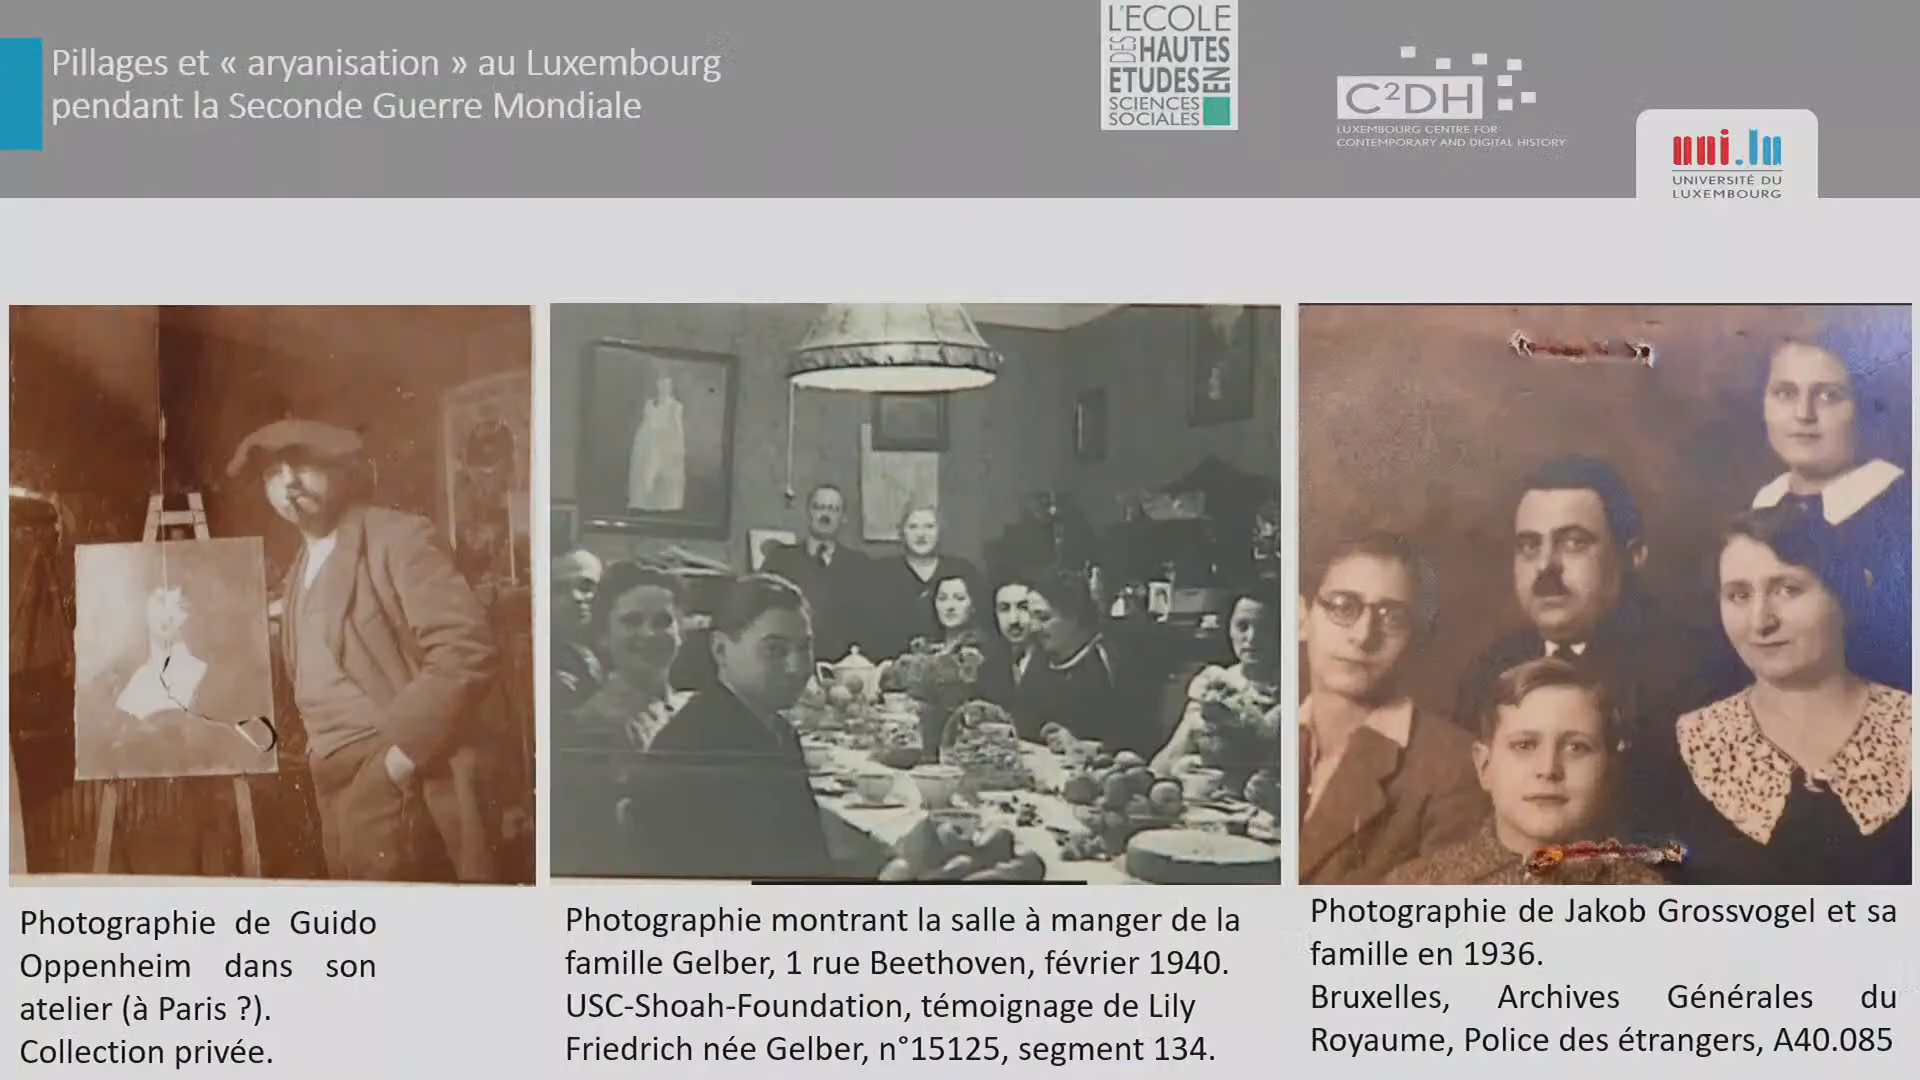 Pillages et « aryanisation » au Luxembourg
pendant la Seconde Guerre Mondiale
L'ECOLE
DES HAUTES
ETUDES EN
SCIENCES
SOCIALES
C²DH
LUXEMBOURG CENTRE FOR
CONTEMPORARY AND DIGITAL HISTORY
uni.lu
UNIVERSITÉ DU
LUXEMBOURG
Photographie de Guido
Oppenheim dans son
atelier (à Paris ?).
Collection privée.
Photographie montrant la salle à manger de la
famille Gelber, 1 rue Beethoven, février 1940.
USC-Shoah-Foundation, témoignage de Lily
Friedrich née Gelber, n°15125, segment 134.
Photographie de Jakob Grossvogel et sa
famille en 1936.
Bruxelles, Archives Générales du
Royaume, Police des étrangers, A40.085